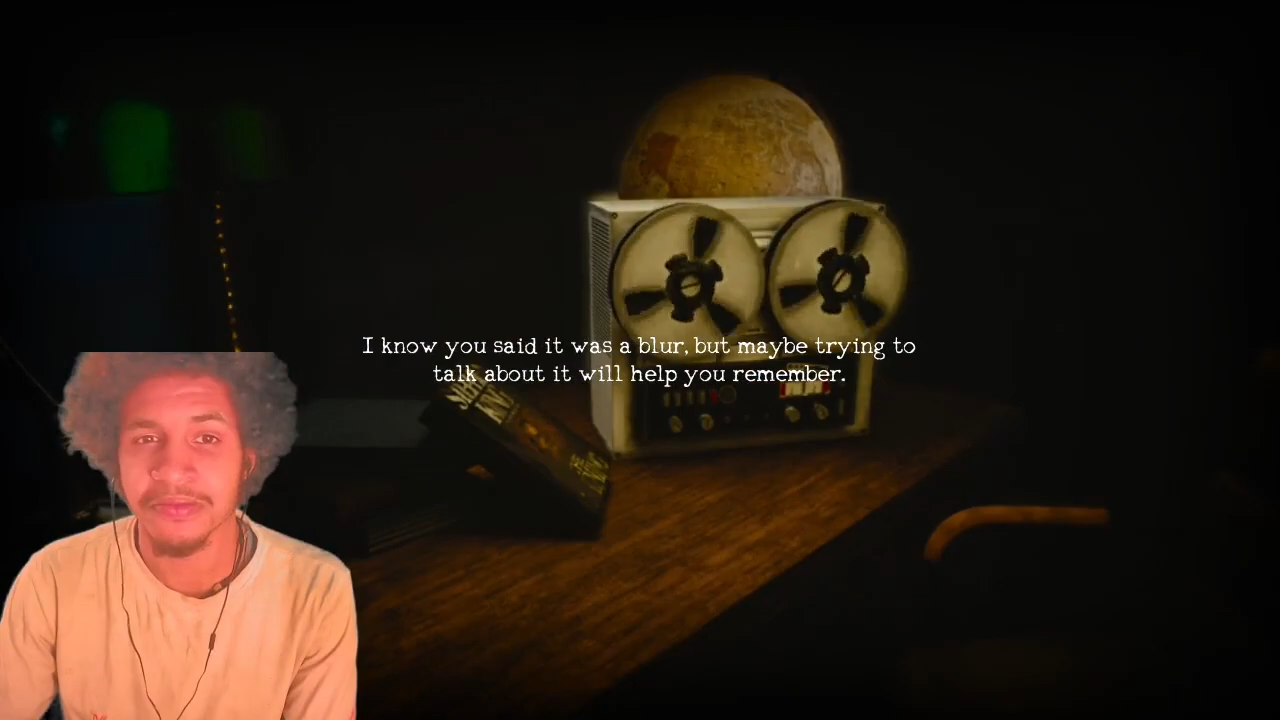 I know you said it was a blur, but maybe trying to
talk about it will help you remember.